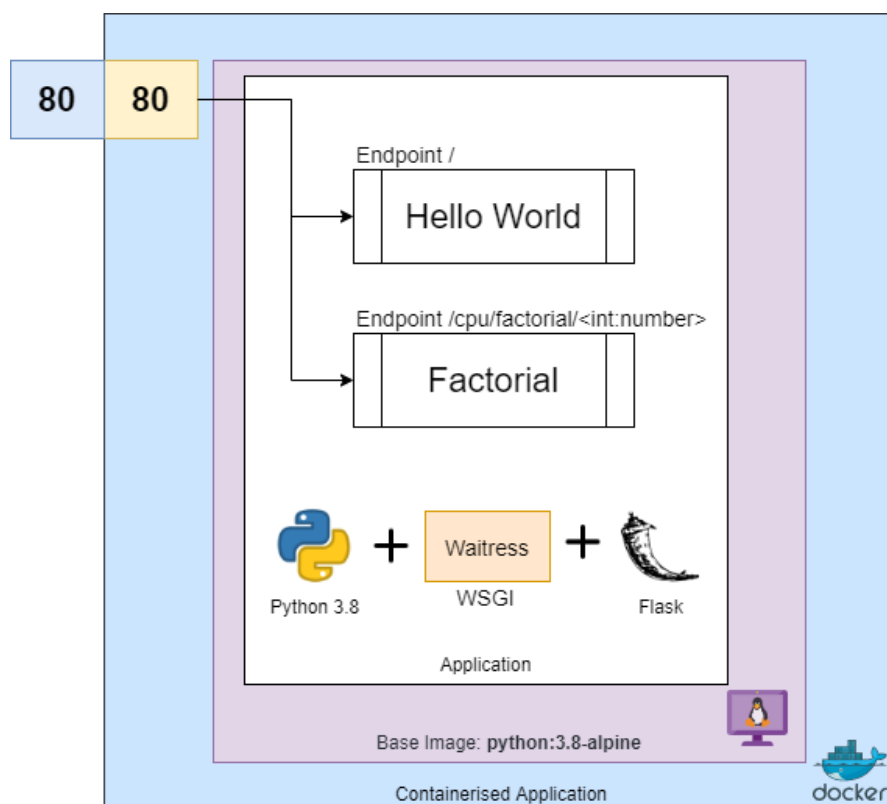 80 80
Endpoint /
Hello World
Endpoint /cpu/factorial/<int:number>
Factorial
Waitress
Python 3.8
WSGI
Flask
Application
Base Image: python:3.8-alpine
Containerised Application
docker